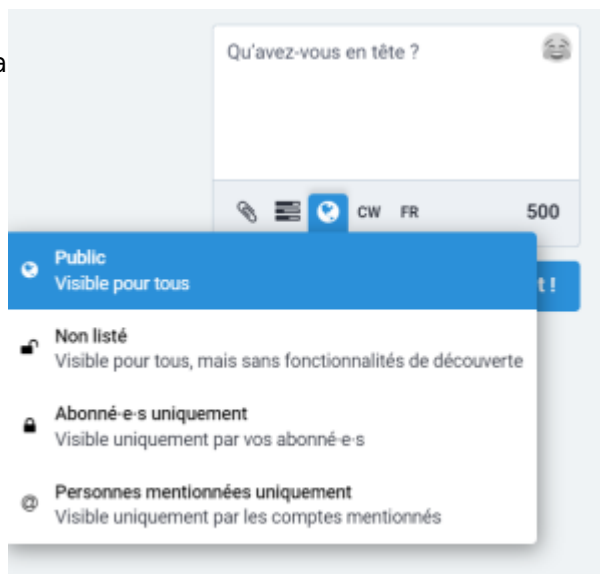 a
Qu'avez-vous en tête ?
CW FR 500
Public
Visible pour tous
t !
Non listé
Visible pour tous, mais sans fonctionnalités de découverte
Abonné·e·s uniquement
Visible uniquement par vos abonné·e·s
@ Personnes mentionnées uniquement
Visible uniquement par les comptes mentionnés